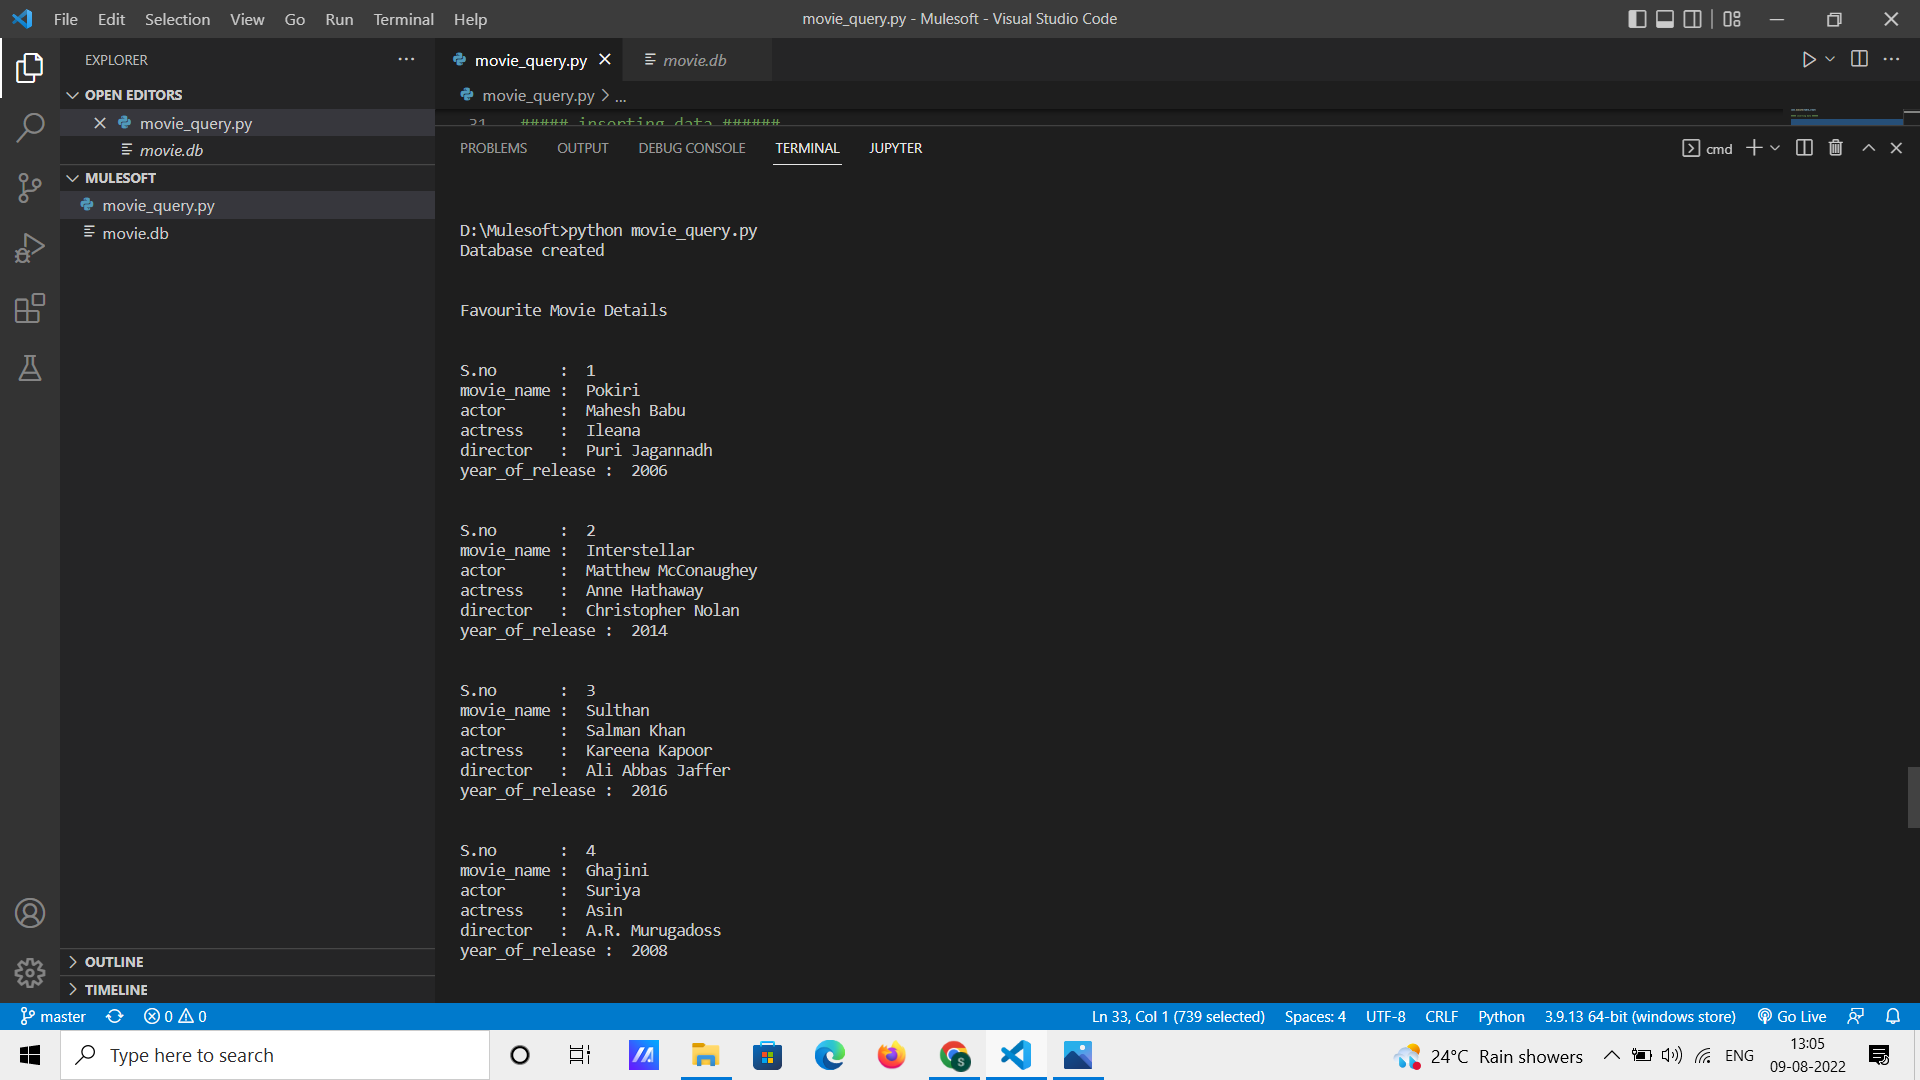 File Edit Selection View Go Run Terminal Help
movie_query.py - Mulesoft - Visual Studio Code
EXPLORER
OPEN EDITORS
movie_query.py
movie.db
MULESOFT
movie_query.py
movie.db
OUTLINE
TIMELINE
movie_query.py movie.db
movie_query.py > ...
31 ##### inserting data ######
PROBLEMS OUTPUT DEBUG CONSOLE TERMINAL JUPYTER
cmd
D:\Mulesoft>python movie_query.py
Database created
Favourite Movie Details
S.no : 1
movie_name : Pokiri
actor : Mahesh Babu
actress : Ileana
director : Puri Jagannadh
year_of_release : 2006
S.no : 2
movie_name : Interstellar
actor : Matthew McConaughey
actress : Anne Hathaway
director : Christopher Nolan
year_of_release : 2014
S.no : 3
movie_name : Sulthan
actor : Salman Khan
actress : Kareena Kapoor
director : Ali Abbas Jaffer
year_of_release : 2016
S.no : 4
movie_name : Ghajini
actor : Suriya
actress : Asin
director : A.R. Murugadoss
year_of_release : 2008
master 0 0 Ln 33, Col 1 (739 selected) Spaces: 4 UTF-8 CRLF Python 3.9.13 64-bit (windows store) Go Live
Type here to search
S
24°C Rain showers
ENG
13:05
09-08-2022